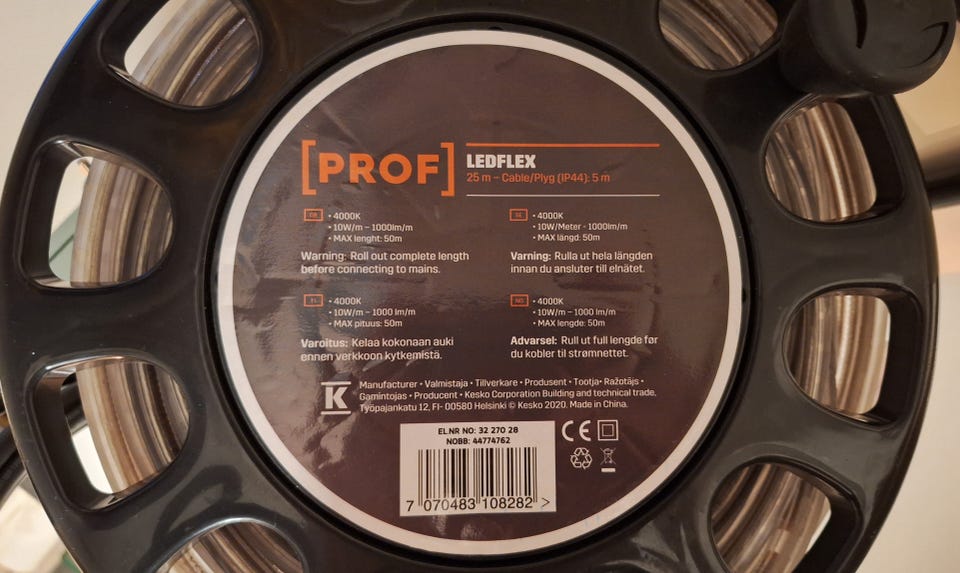 [PROF]
LEDFLEX
25 m – Cable/Plyg (IP44): 5 m
GB
• 4000K
• 10W/m – 1000lm/m
• MAX lenght: 50m
Warning: Roll out complete length
before connecting to mains.
SE
• 4000K
• 10W/Meter - 1000lm/m
• MAX längd: 50m
Varning: Rulla ut hela längden
innan du ansluter till elnätet.
FI
• 4000K
• 10W/m – 1000 lm/m
• MAX pituus: 50m
Varoitus: Kelaa kokonaan auki
ennen verkkoon kytkemistä.
NO
• 4000K
• 10W/m – 1000 lm/m
• MAX lengde: 50m
Advarsel: Rull ut full lengde før
du kobler til strømnettet.
K
Manufacturer • Valmistaja • Tillverkare • Produsent • Tootja • Ražotājs •
Gamintojas • Producent • Kesko Corporation Building and technical trade,
Työpajankatu 12, FI- 00580 Helsinki © Kesko 2020. Made in China.
EL.NR NO: 32 270 28
NOBB: 44774762
7 070483 108282 >
CE